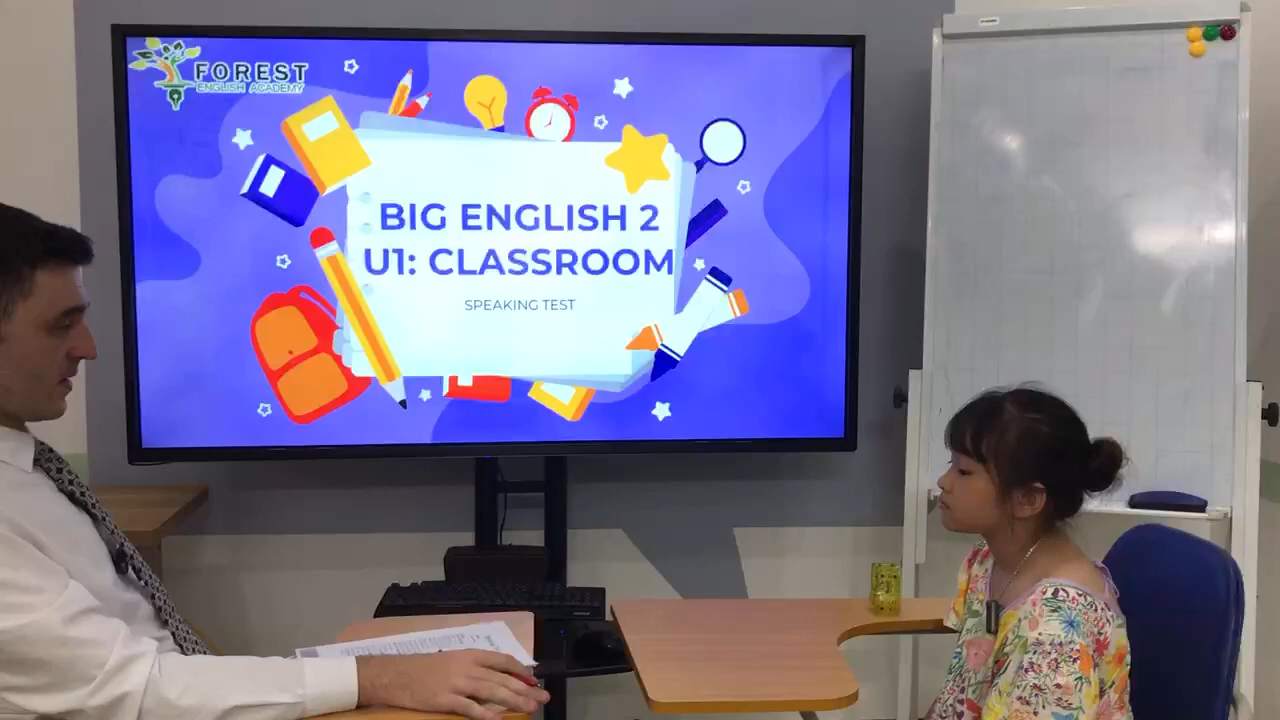 FOREST
ENGLISH ACADEMY
BIG ENGLISH 2
U1: CLASSROOM
SPEAKING TEST